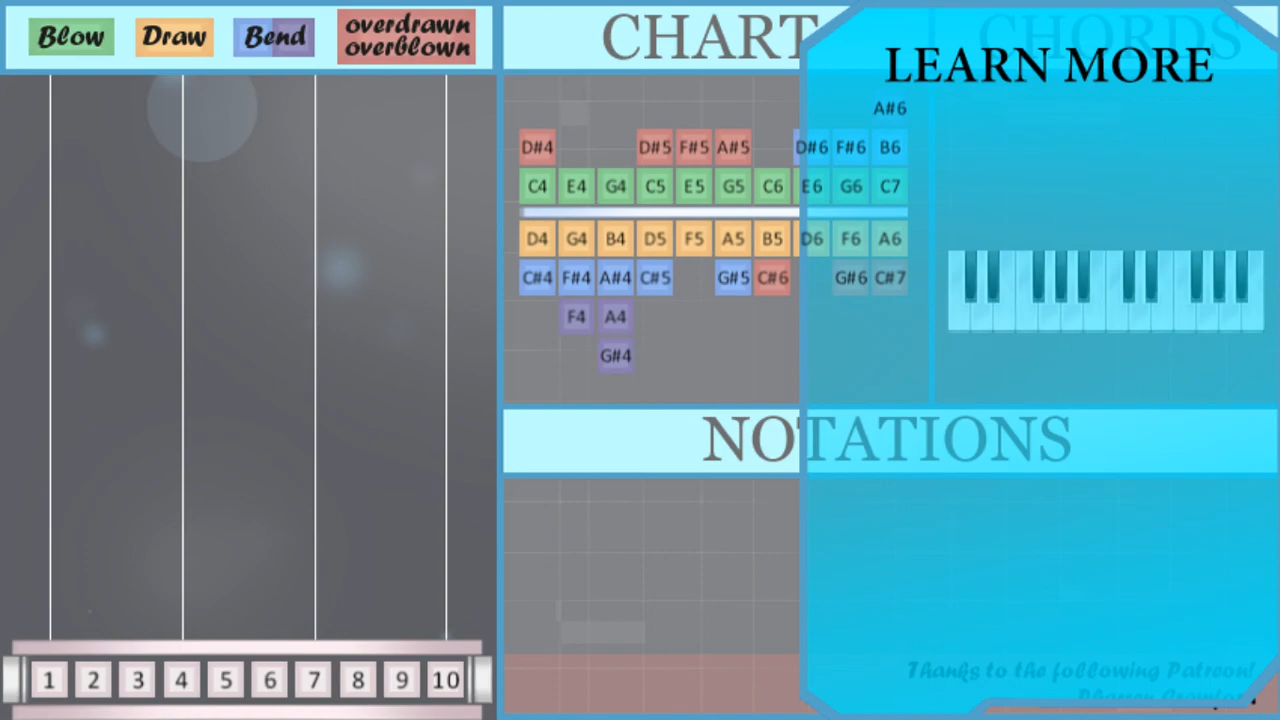 Blow Draw Bend overdrawn
overblown
CHART CHORDS
LEARN MORE
A#6
D#4 D#5 F#5 A#5 D#6 F#6 B6
C4 E4 G4 C5 E5 G5 C6 E6 G6 C7
D4 G4 B4 D5 F5 A5 B5 D6 F6 A6
C#4 F#4 A#4 C#5 G#5 C#6 G#6 C#7
F4 A4
G#4
NOTATIONS
Thanks to the following Patreon!
1 2 3 4 5 6 7 8 9 10